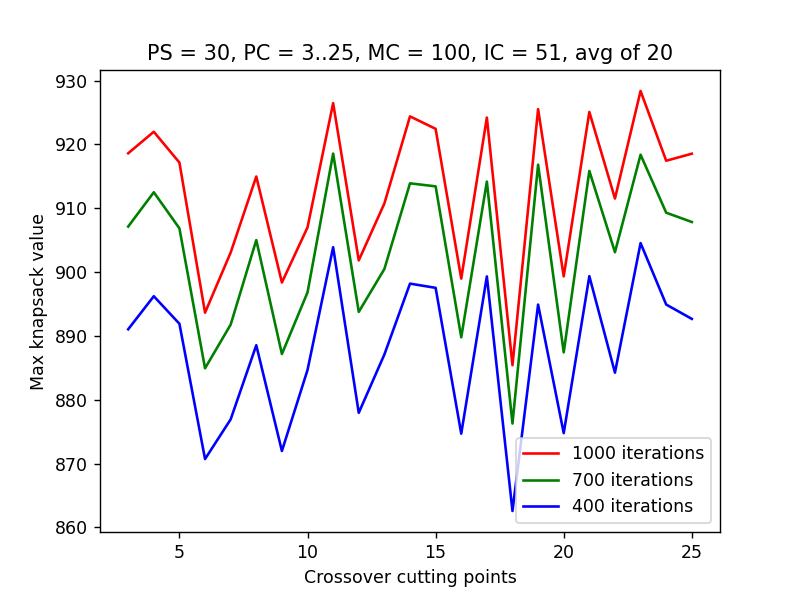 PS = 30, PC = 3..25, MC = 100, IC = 51, avg of 20
930
920
910
900
890
880
870
860
Max knapsack value
1000 iterations
700 iterations
400 iterations
5 10 15 20 25
Crossover cutting points